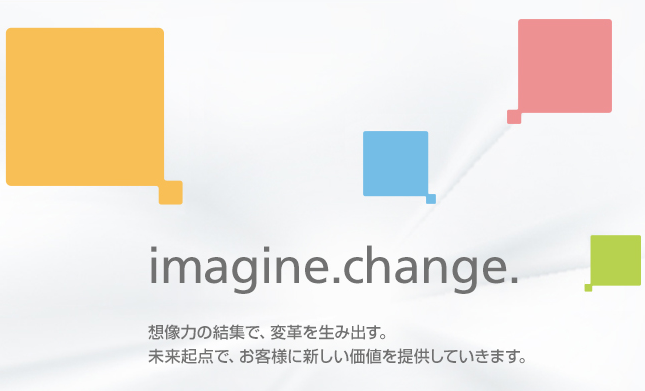 imagine.change.
想像力の結集で、変革を生み出す。
未来起点で、お客様に新しい価値を提供していきます。